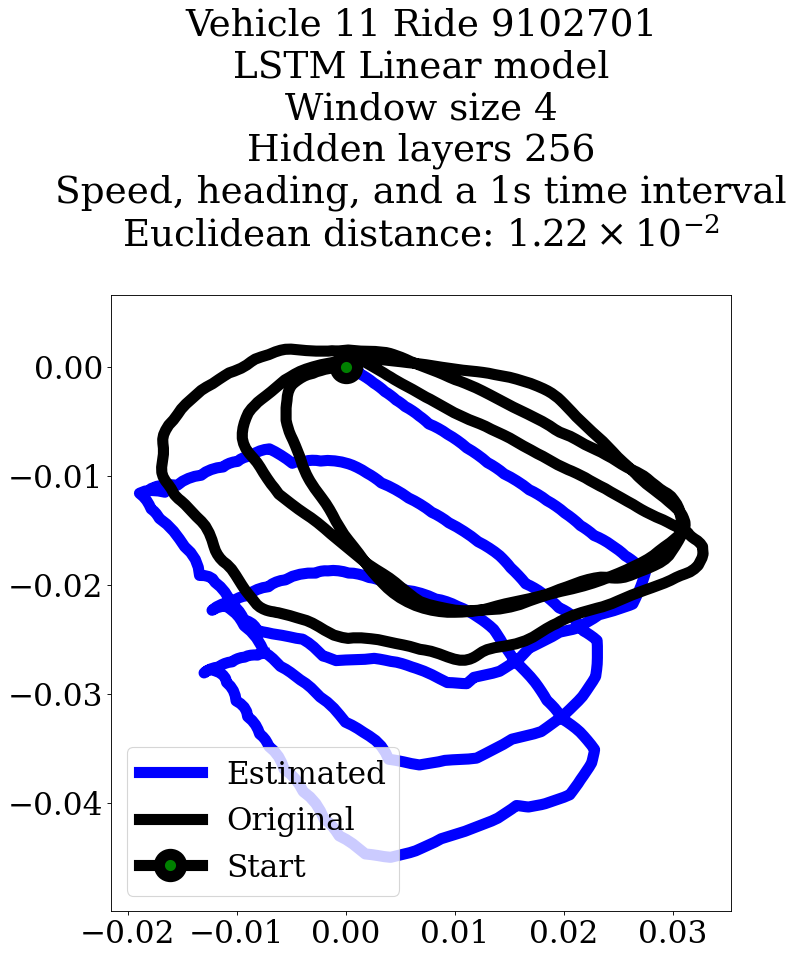 Vehicle 11 Ride 9102701
LSTM Linear model
Window size 4
Hidden layers 256
Speed, heading, and a 1s time interval
Euclidean distance: 1.22 × 10⁻²
0.00
−0.01
−0.02
−0.03
−0.04
Estimated
Original
Start
−0.02 −0.01 0.00 0.01 0.02 0.03